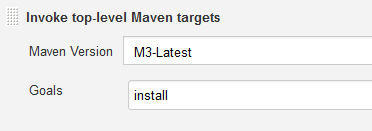 Invoke top-level Maven targets
Maven Version M3-Latest
Goals install